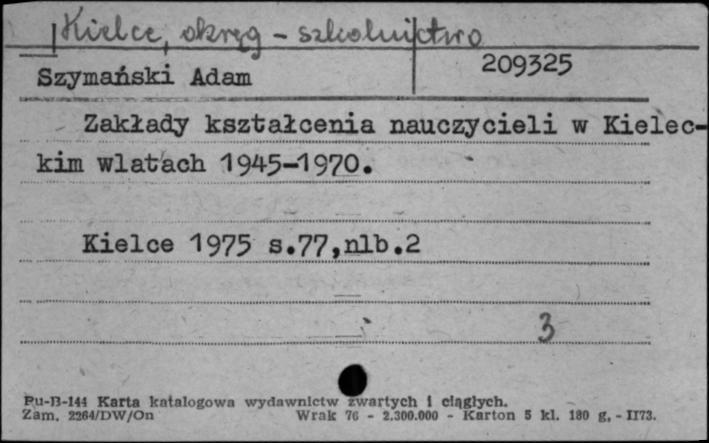 Kielce, okręg - szkolnictwo
Szymański Adam
209325
Zakłady kształcenia nauczycieli w Kielec-
kim wlatach 1945-1970.
Kielce 1975 s.77,nlb.2
3
Pu-B-144 Karta katalogowa wydawnictw zwartych i ciągłych.
Zam. 2264/DW/On Wrak 76 - 2.300.000 - Karton 5 kl. 180 g, - II73.